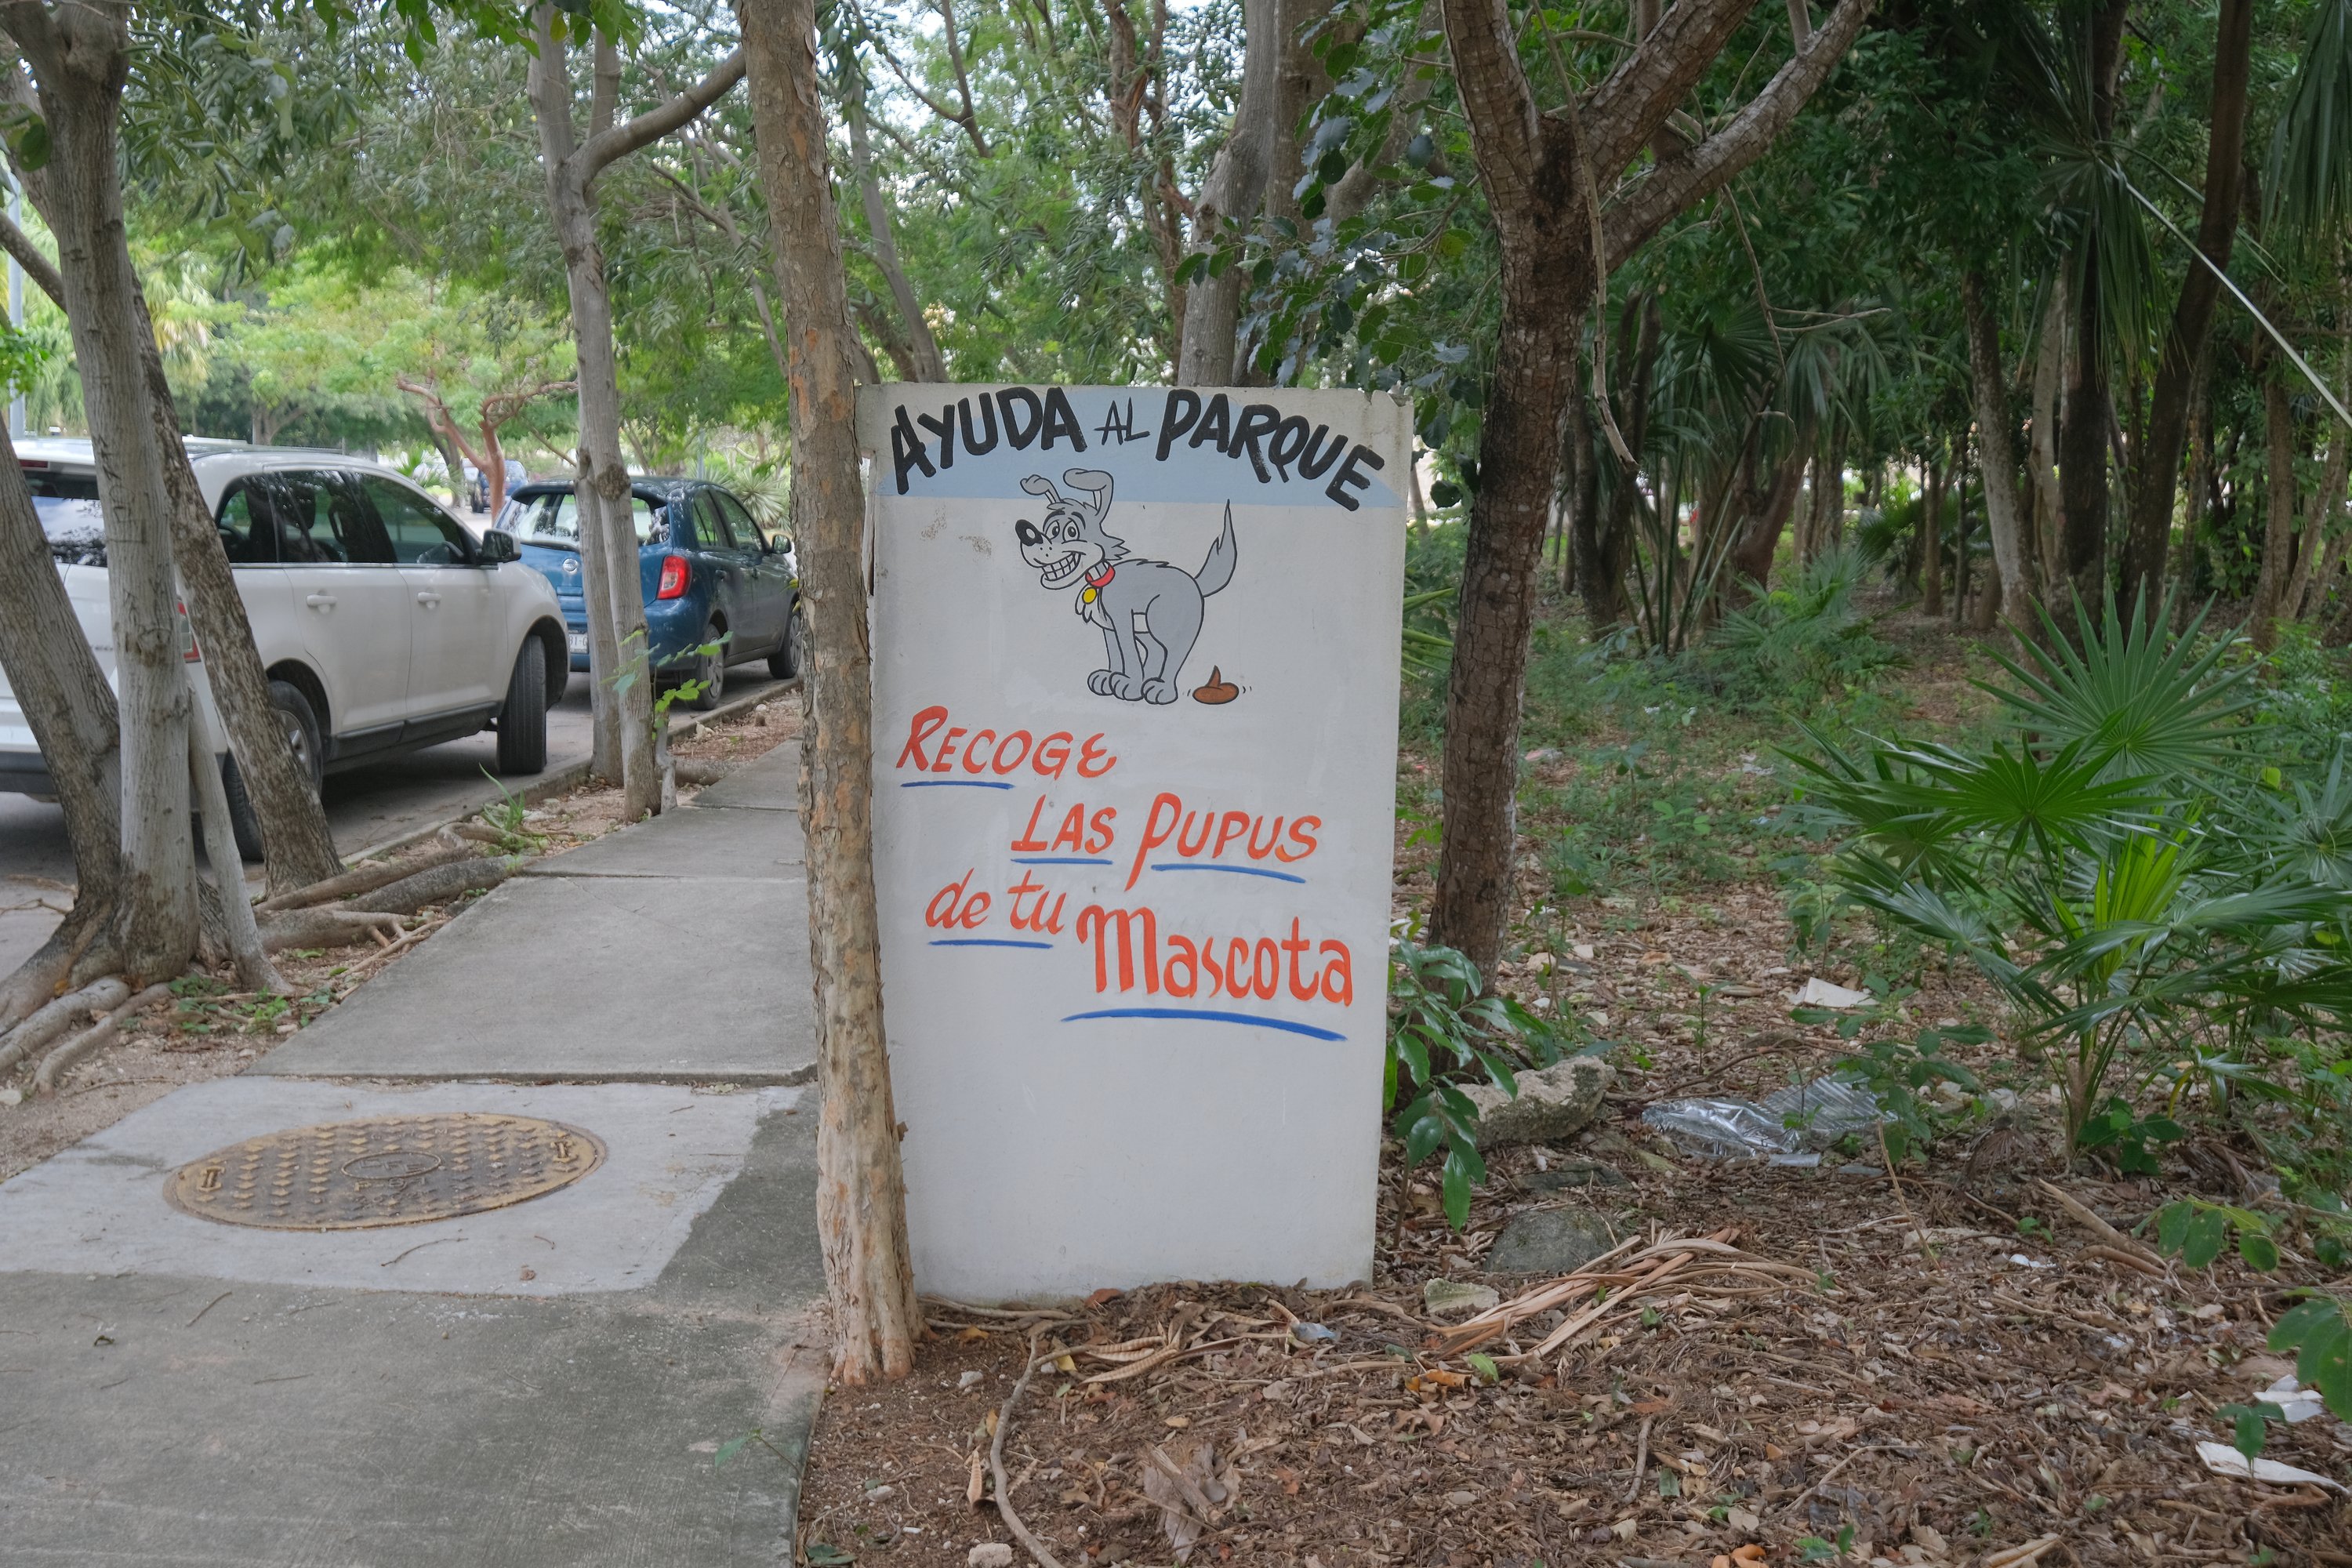 AYUDA AL PARQUE
RECOGE
LAS PUPUS
de tu Mascota